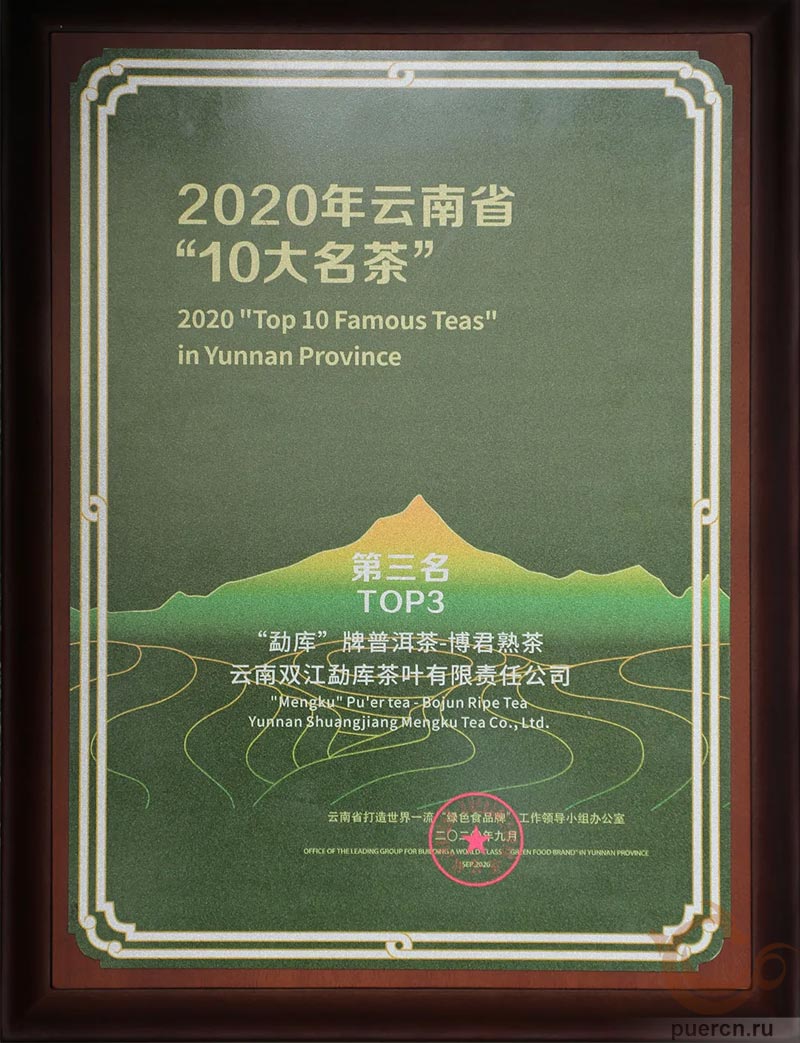 2020年云南省
“10大名茶”
2020 "Top 10 Famous Teas"
in Yunnan Province
第三名
TOP3
“勐库”牌普洱茶-博君熟茶
云南双江勐库茶叶有限责任公司
"Mengku" Pu'er tea - Bojun Ripe Tea
Yunnan Shuangjiang Mengku Tea Co., Ltd.
云南省打造世界一流“绿色食品牌”工作领导小组办公室
二〇二〇年九月
OFFICE OF THE LEADING GROUP FOR BUILDING A WORLD-CLASS "GREEN FOOD BRAND" IN YUNNAN PROVINCE
SEP.2020
puercn.ru